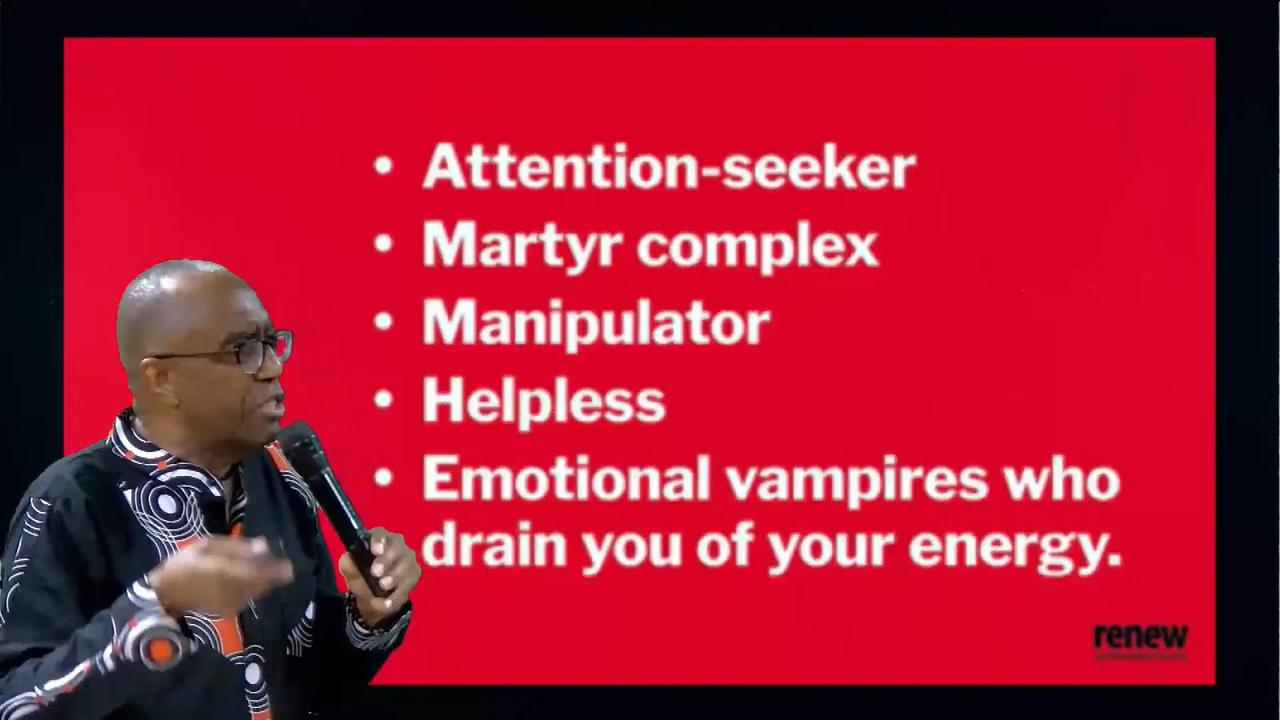 • Attention-seeker
• Martyr complex
• Manipulator
• Helpless
• Emotional vampires who
drain you of your energy.
renew